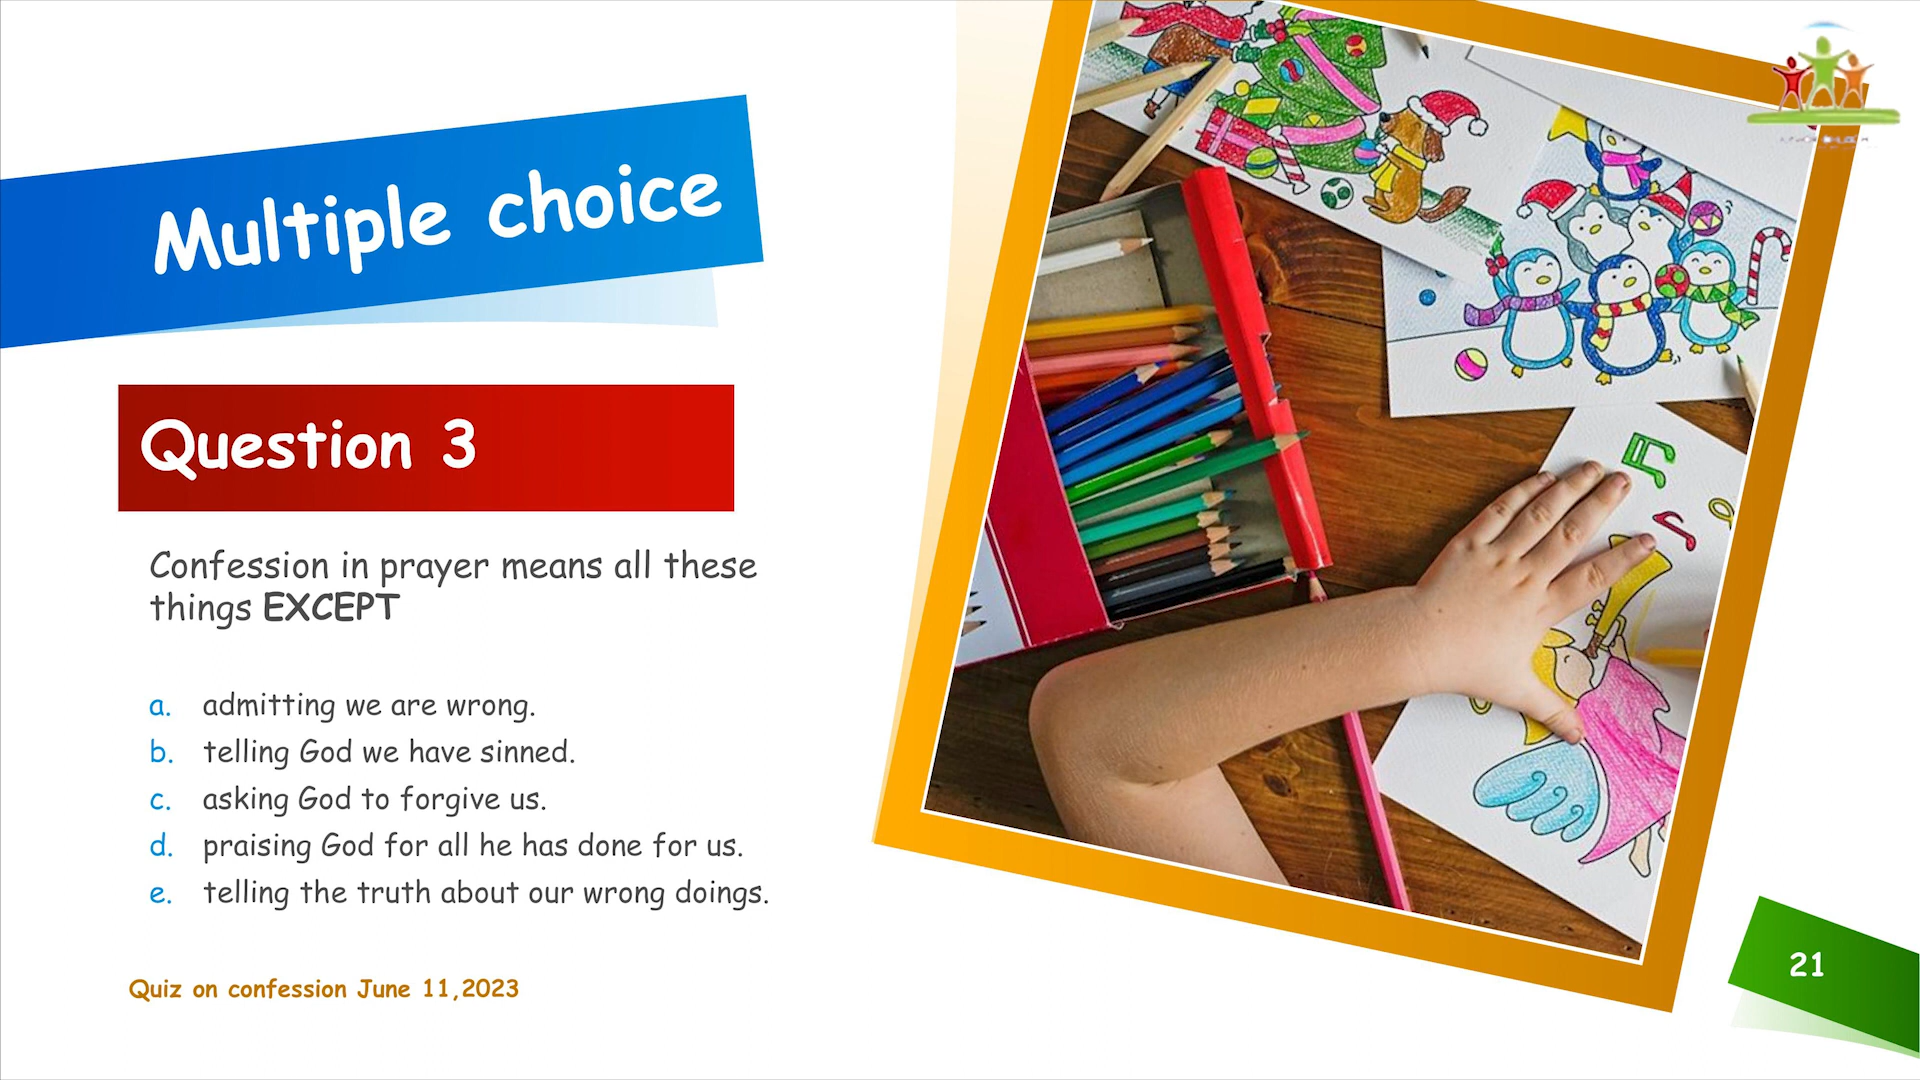 Multiple choice
Question 3
Confession in prayer means all these
things EXCEPT
a. admitting we are wrong.
b. telling God we have sinned.
c. asking God to forgive us.
d. praising God for all he has done for us.
e. telling the truth about our wrong doings.
Quiz on confession June 11,2023
21